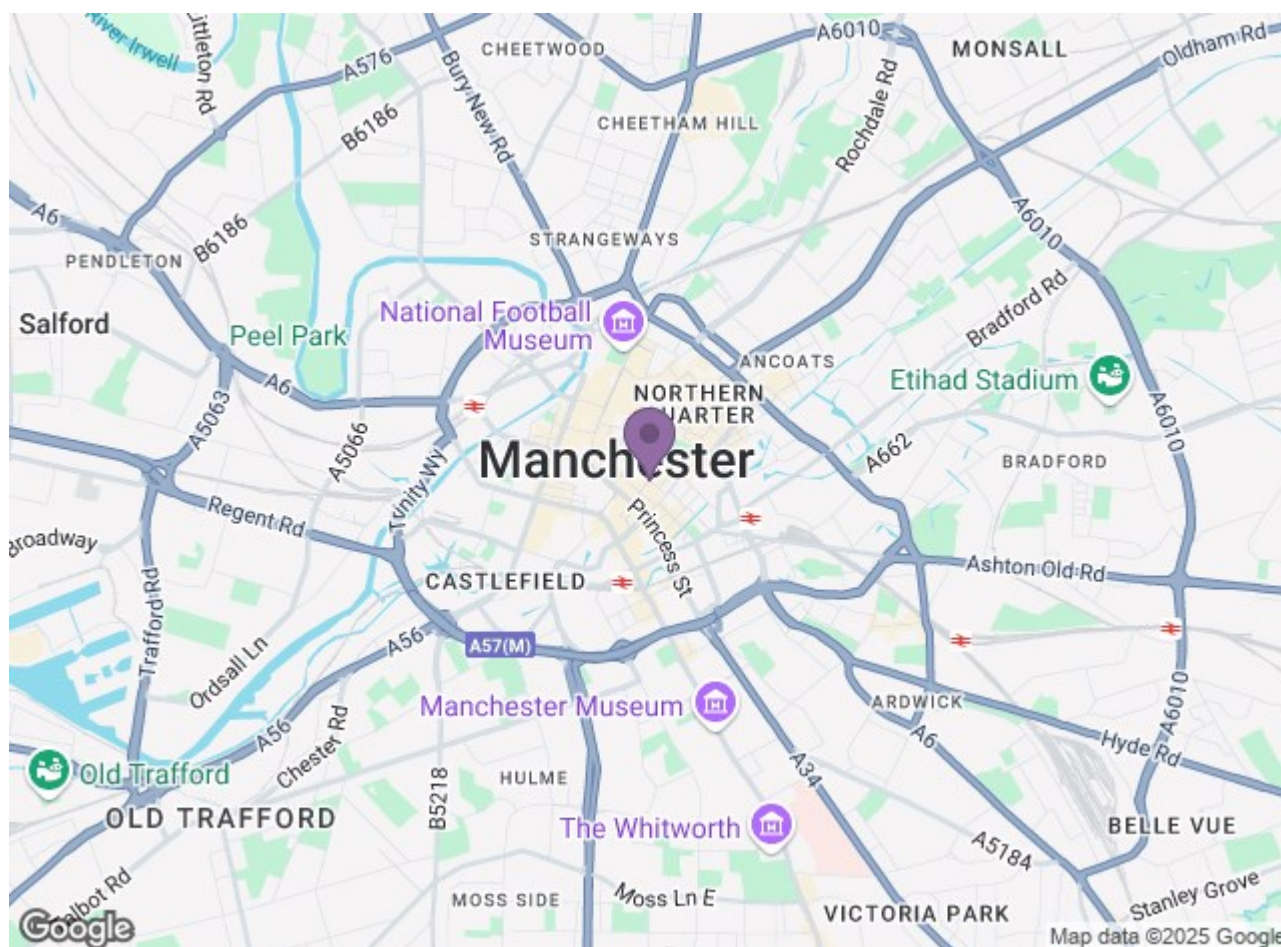 River Irwell
Littleton Rd
A576
CHEETWOOD
A6010
MONSALL
Oldham Rd
Bury New Rd
B6186
CHEETHAM HILL
Rochdale Rd
A6
B6186
PENDLETON
STRANGEWAYS
A6010
Salford
Peel Park
National Football
Museum
Bradford Rd
ANCOATS
Etihad Stadium
A6
A5063
A5066
NORTHERN
QUARTER
A6010
Manchester
A662
BRADFORD
Trinity Wy
Regent Rd
Princess St
Broadway
Trafford Rd
CASTLEFIELD
Ashton Old Rd
A56
A57(M)
Ordsall Ln
Manchester Museum
ARDWICK
A6010
A56
Chester Rd
A6
Hyde Rd
Old Trafford
HULME
A34
OLD TRAFFORD
B5218
The Whitworth
BELLE VUE
A5184
Talbot Rd
MOSS SIDE
Moss Ln E
VICTORIA PARK
Stanley Grove
Google
Map data ©2025 Google